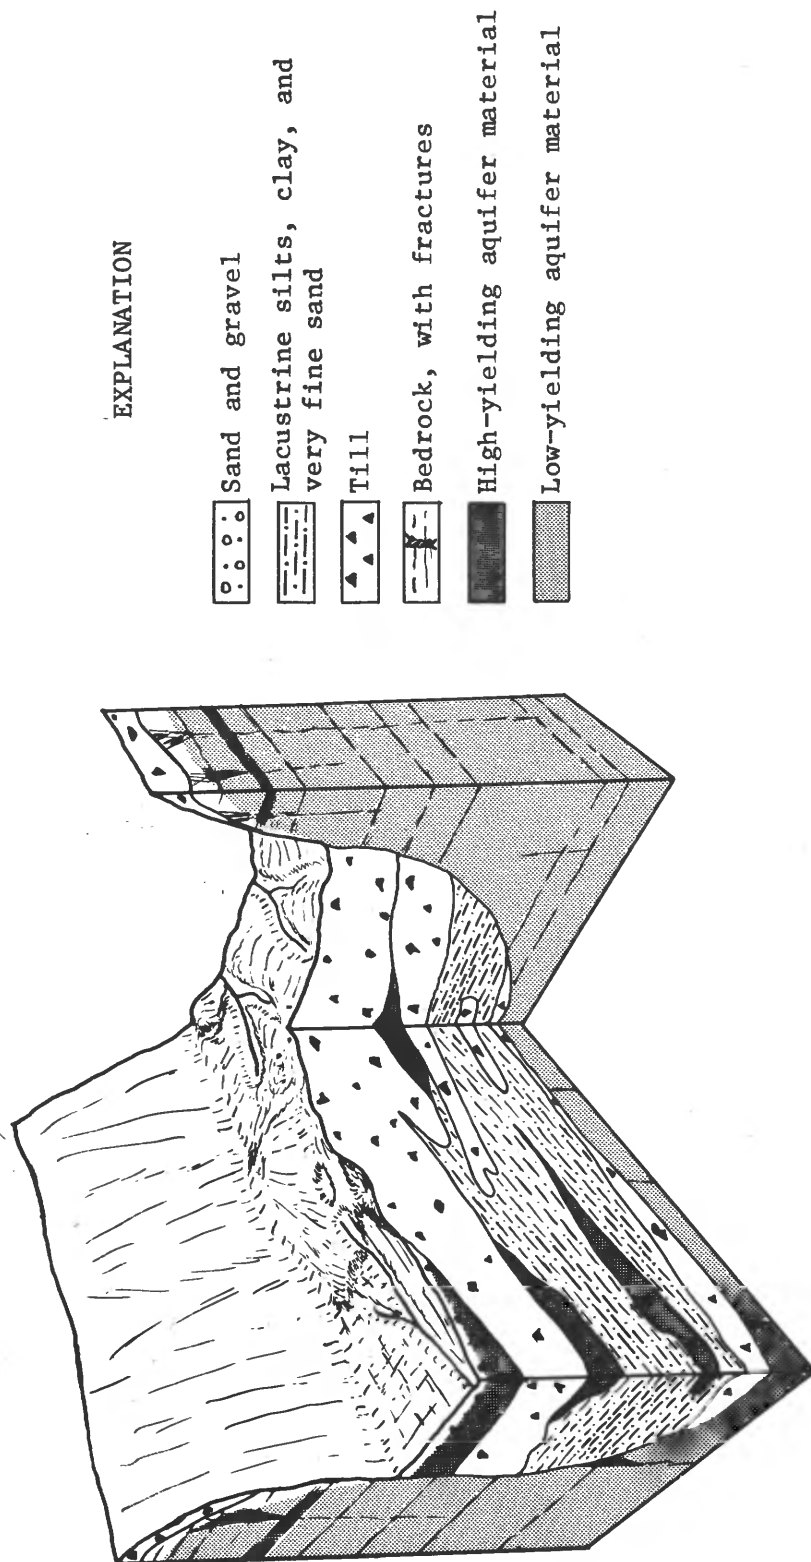 EXPLANATION
Sand and gravel
Lacustrine silts, clay, and
very fine sand
Till
Bedrock, with fractures
High-yielding aquifer material
Low-yielding aquifer material